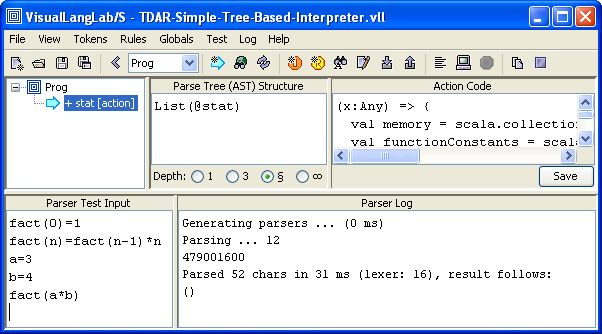 VisualLangLab/S - TDAR-Simple-Tree-Based-Interpreter.vll
File View Tokens Rules Globals Test Log Help
Prog
Prog
+ stat [action]
Parse Tree (AST) Structure
List(@stat)
Depth: 1 3 § ∞
Action Code
(x:Any) => {
val memory = scala.collection
val functionConstants = scala
Save
Parser Test Input
fact(0)=1
fact(n)=fact(n-1)*n
a=3
b=4
fact(a*b)
Parser Log
Generating parsers ... (0 ms)
Parsing ... 12
479001600
Parsed 52 chars in 31 ms (lexer: 16), result follows:
()